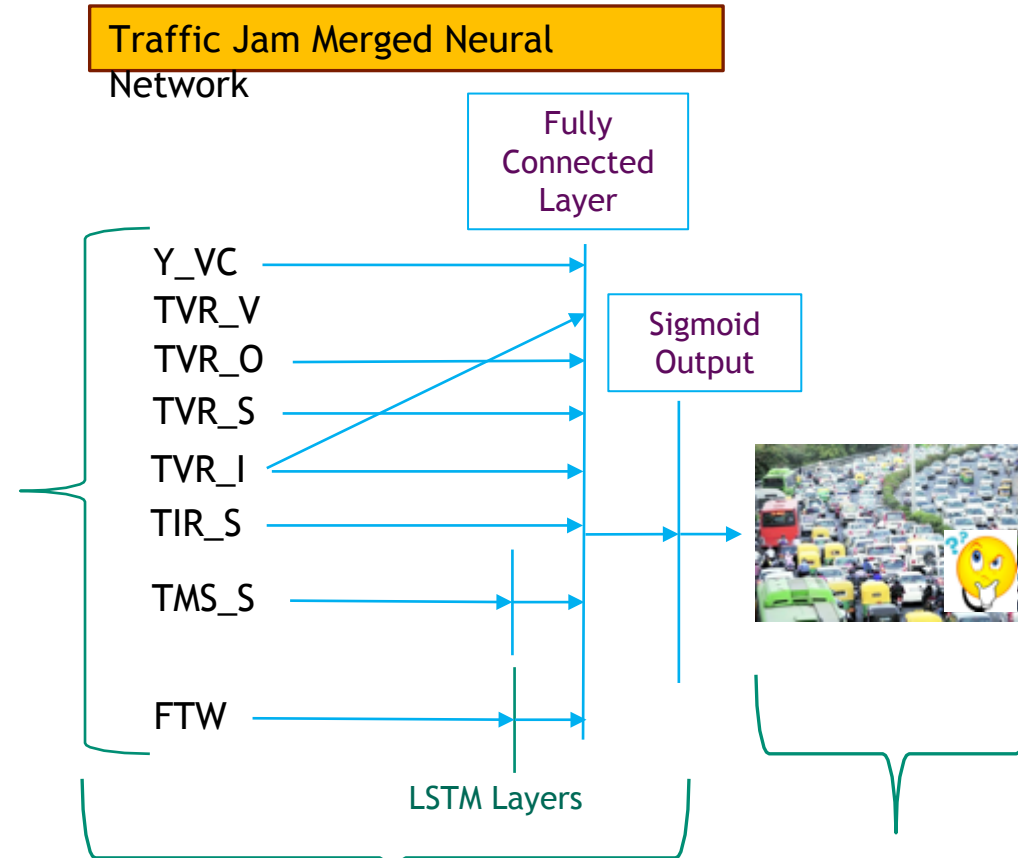 Traffic Jam Merged Neural
Network
Fully
Connected
Layer
Y_VC
TVR_V
TVR_O
TVR_S
TVR_I
TIR_S
TMS_S
FTW
Sigmoid
Output
??
LSTM Layers